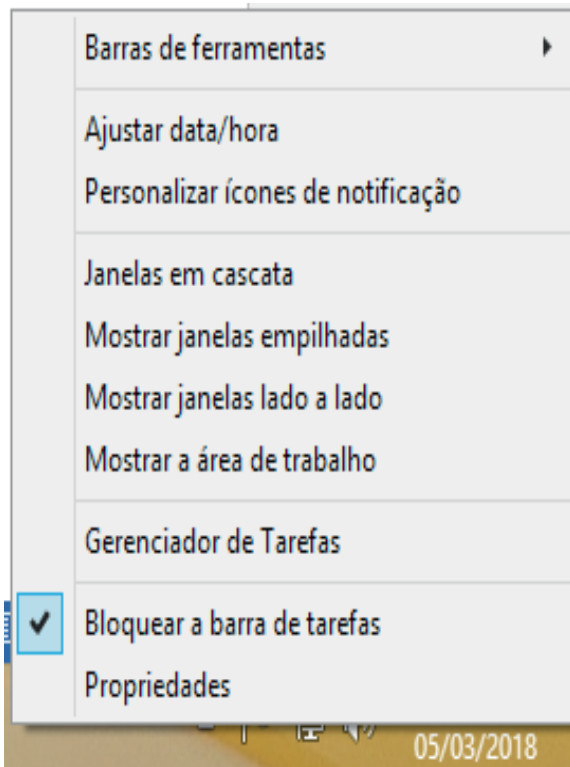 Barras de ferramentas
Ajustar data/hora
Personalizar ícones de notificação
Janelas em cascata
Mostrar janelas empilhadas
Mostrar janelas lado a lado
Mostrar a área de trabalho
Gerenciador de Tarefas
Bloquear a barra de tarefas
Propriedades
05/03/2018